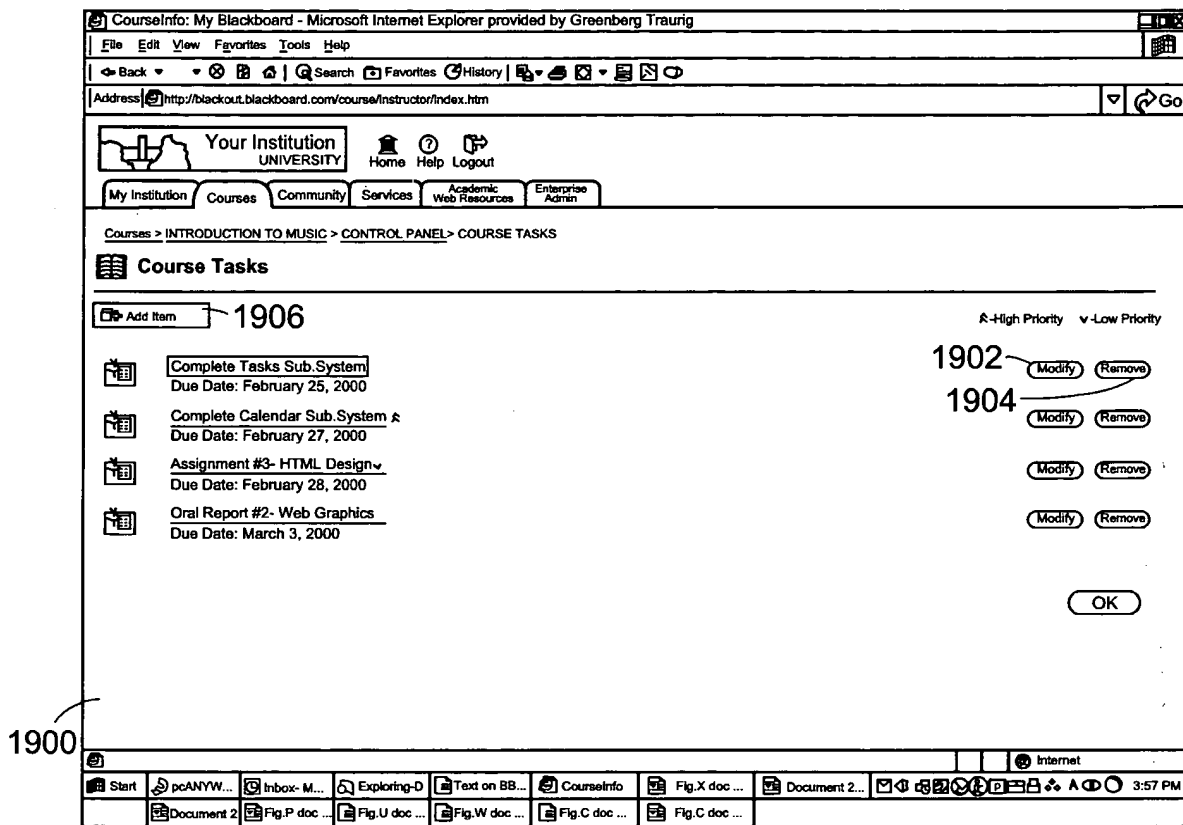 CourseInfo: My Blackboard - Microsoft Internet Explorer provided by Greenberg Traurig
File Edit View Favorites Tools Help
Back Search Favorites History
Address http://blackout.blackboard.com/course/instructor/index.htm Go
Your Institution
UNIVERSITY
Home Help Logout
My Institution Courses Community Services Academic Web Resources Enterprise Admin
Courses > INTRODUCTION TO MUSIC > CONTROL PANEL> COURSE TASKS
Course Tasks
Add Item 1906 -High Priority -Low Priority
Complete Tasks Sub.System 1902 Modify Remove
Due Date: February 25, 2000 1904
Complete Calendar Sub.System Modify Remove
Due Date: February 27, 2000
Assignment #3- HTML Design Modify Remove
Due Date: February 28, 2000
Oral Report #2- Web Graphics Modify Remove
Due Date: March 3, 2000
OK
1900
Internet
Start pcANYW... Inbox- M... Exploring-D Text on BB... CourseInfo Fig.X doc ... Document 2... 3:57 PM
Document 2 Fig.P doc ... Fig.U doc ... Fig.W doc ... Fig.C doc ... Fig.C doc ...